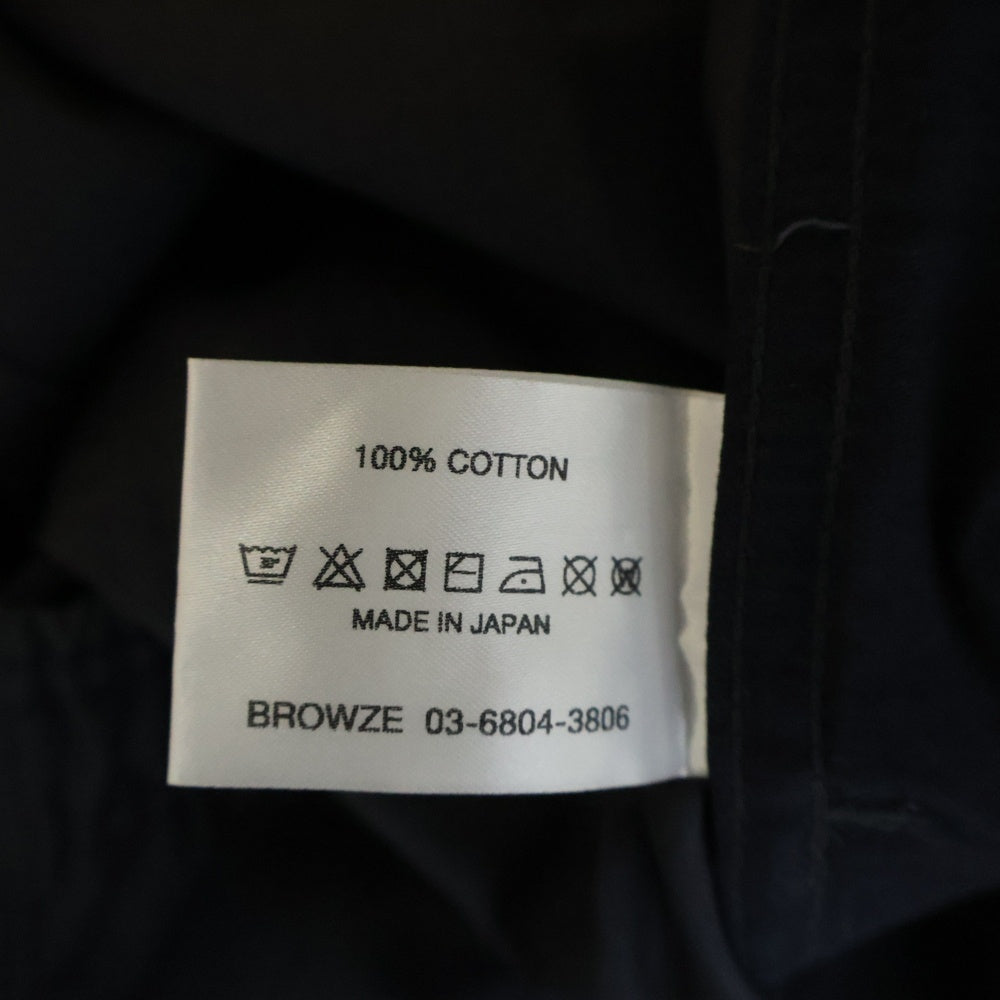 100% COTTON
MADE IN JAPAN
BROWZE 03-6804-3806